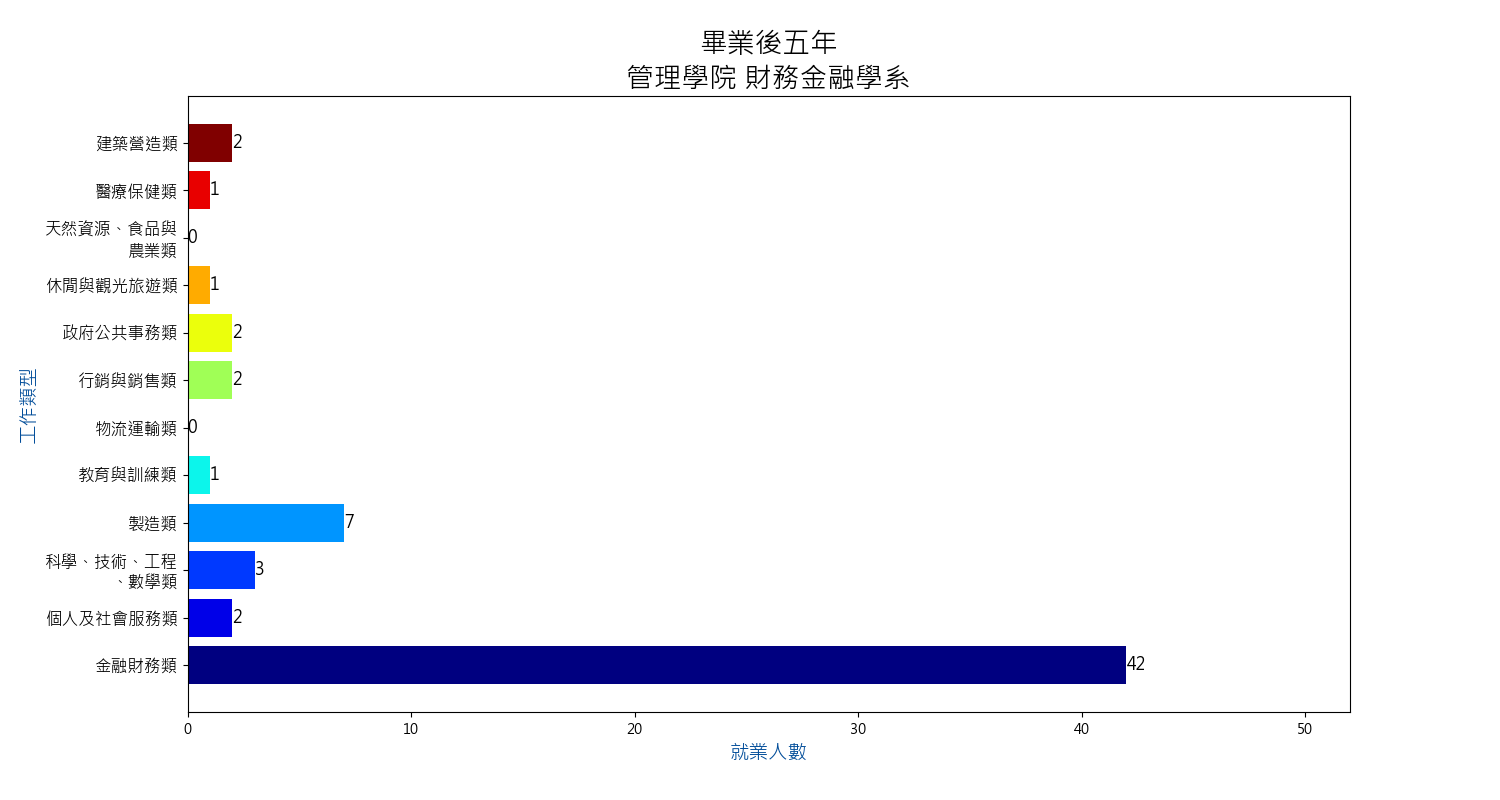 畢業後五年
管理學院 財務金融學系
建築營造類
2
醫療保健類
1
天然資源、食品與
農業類
0
休閒與觀光旅遊類
1
政府公共事務類
2
行銷與銷售類
2
物流運輸類
0
教育與訓練類
1
製造類
7
科學、技術、工程
、數學類
3
個人及社會服務類
2
金融財務類
42
工作類型
0 10 20 30 40 50
就業人數